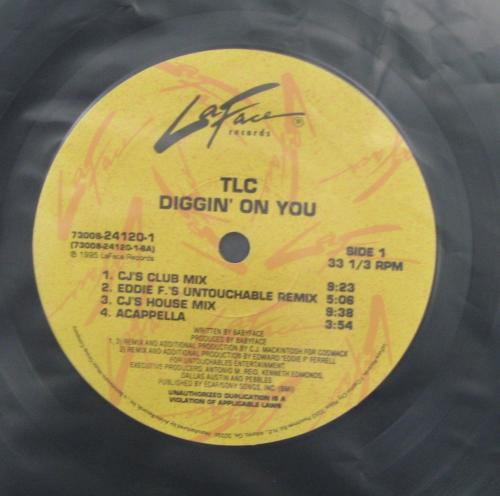 LaFace
records
®
TLC
DIGGIN' ON YOU
73008-24120-1
(73008-24120-1-SA)
℗ 1995 LaFace Records
SIDE 1
33 1/3 RPM
1. CJ'S CLUB MIX 9:23
2. EDDIE F.'S UNTOUCHABLE REMIX 5:06
3. CJ'S HOUSE MIX 9:38
4. ACAPPELLA 3:54
WRITTEN BY BABYFACE
PRODUCED BY BABYFACE
REMIX AND ADDITIONAL PRODUCTION BY C.J. MACKINTOSH FOR
2) REMIX AND ADDITIONAL PRODUCTION BY EDWARD "EDDIE F" FERRELL
FOR UNTOUCHABLES ENTERTAINMENT
EXECUTIVE PRODUCERS: ANTONIO M. REID, KENNETH EDMONDS,
DALLAS AUSTIN AND PEBBLES
PUBLISHED BY ECAF/SONY SONGS, INC. (BMI)
UNAUTHORIZED DUPLICATION IS A
VIOLATION OF APPLICABLE LAWS